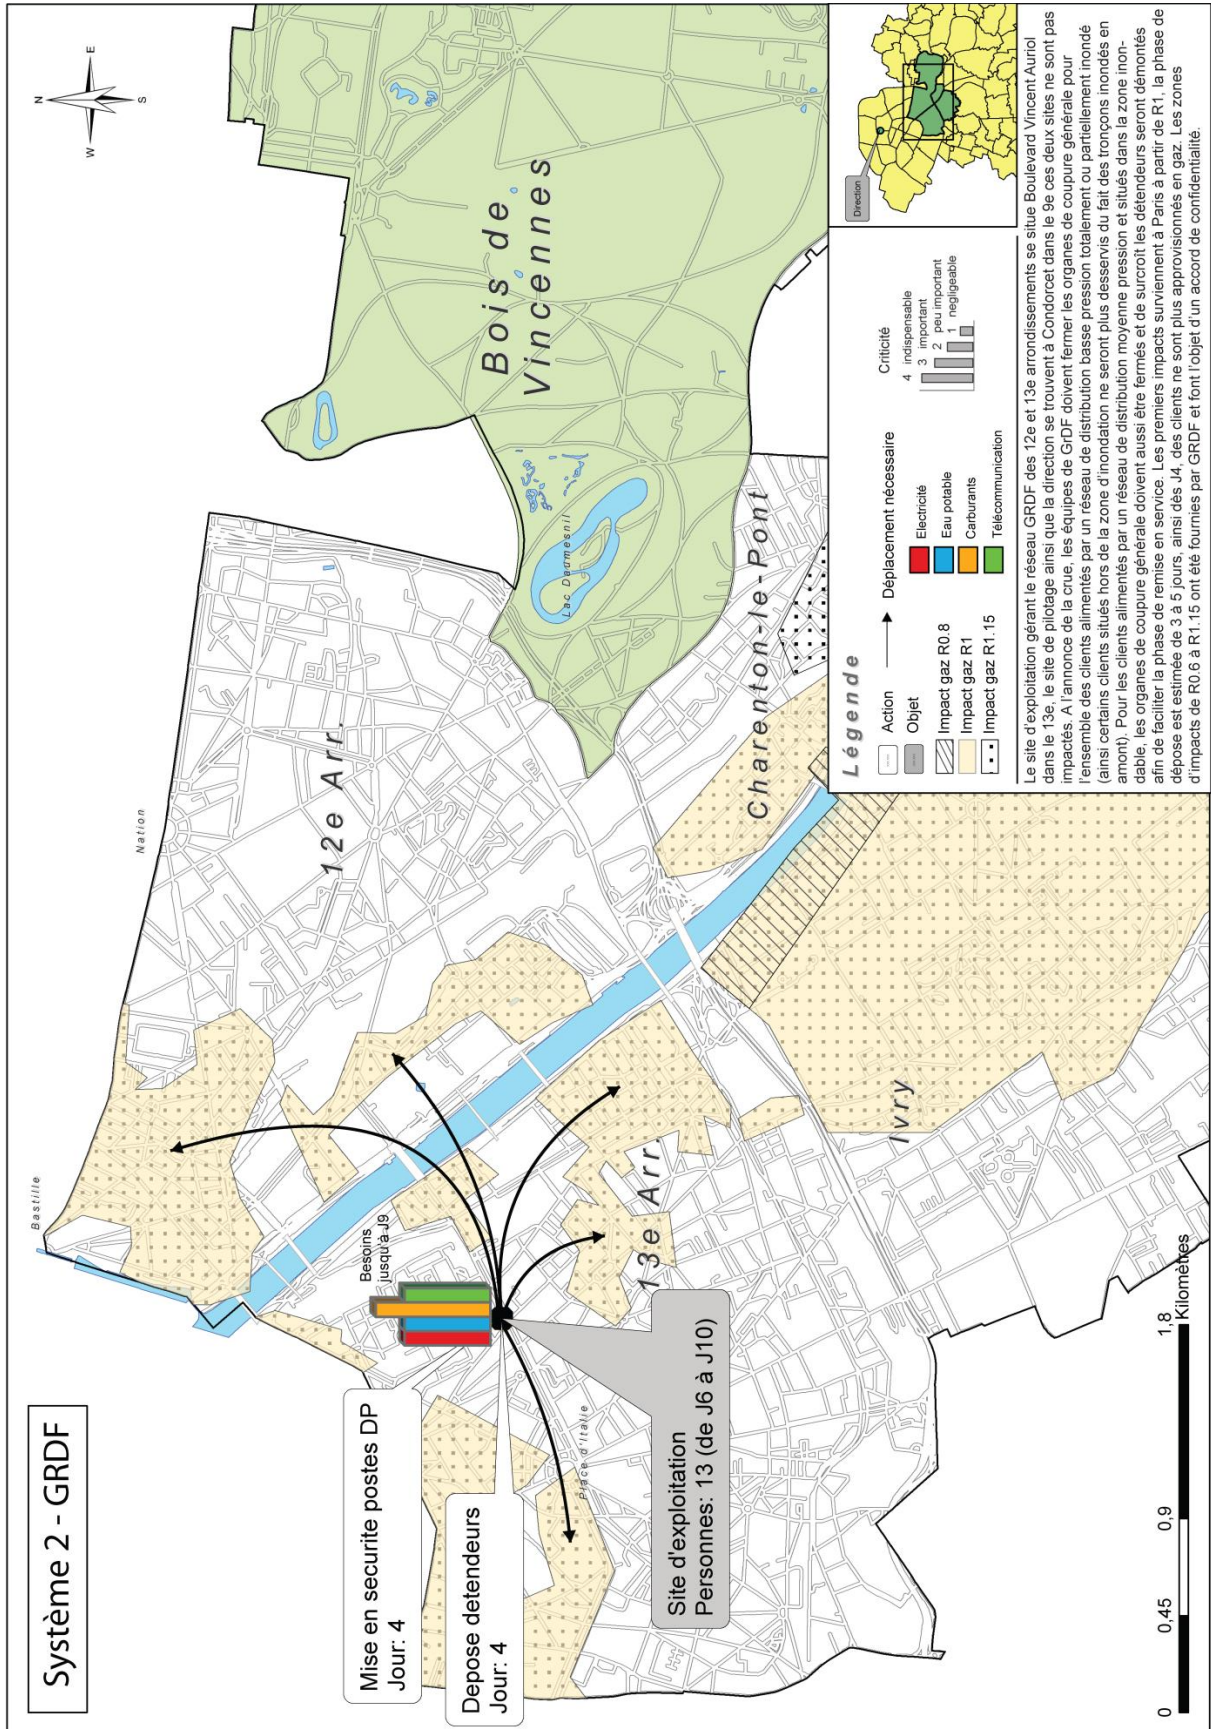 Système 2 - GRDF
N
W
E
S
Bastille
Nation
12e Arr.
Bois de
Vincennes
Lac Daumesnil
Besoins
jusqu'à J9
Mise en securite postes DP
Jour: 4
Depose detendeurs
Jour: 4
Place d'Italie
Site d'exploitation
Personnes: 13 (de J6 à J10)
13e Arr.
Ivry
Charenton-le-Pont
0
0,45
0,9
1,8
Kilomètres
Légende
Action
Objet
Impact gaz R0.8
Impact gaz R1
Impact gaz R1.15
Déplacement nécessaire
Electricité
Eau potable
Carburants
Télécommunication
Criticité
4 indispensable
3 important
2 peu important
1 negligeable
Direction
Le site d'exploitation gérant le réseau GRDF des 12e et 13e arrondissements se situe Boulevard Vincent Auriol
dans le 13e, le site de pilotage ainsi que la direction se trouvent à Condorcet dans le 9e ces deux sites ne sont pas
impactés. A l'annonce de la crue, les équipes de GrDF doivent fermer les organes de coupure générale pour
l'ensemble des clients alimentés par un réseau de distribution basse pression totalement ou partiellement inondé
(ainsi certains clients situés hors de la zone d'inondation ne seront plus desservis du fait des tronçons inondés en
amont). Pour les clients alimentés par un réseau de distribution moyenne pression et situés dans la zone inon-
dable, les organes de coupure générale doivent aussi être fermés et de surcroît les détendeurs seront démontés
afin de faciliter la phase de remise en service. Les premiers impacts surviennent à Paris à partir de R1, la phase de
dépose est estimée de 3 à 5 jours, ainsi dès J4, des clients ne sont plus approvisionnés en gaz. Les zones
d'impacts de R0.6 à R1.15 ont été fournies par GRDF et font l'objet d'un accord de confidentialité.